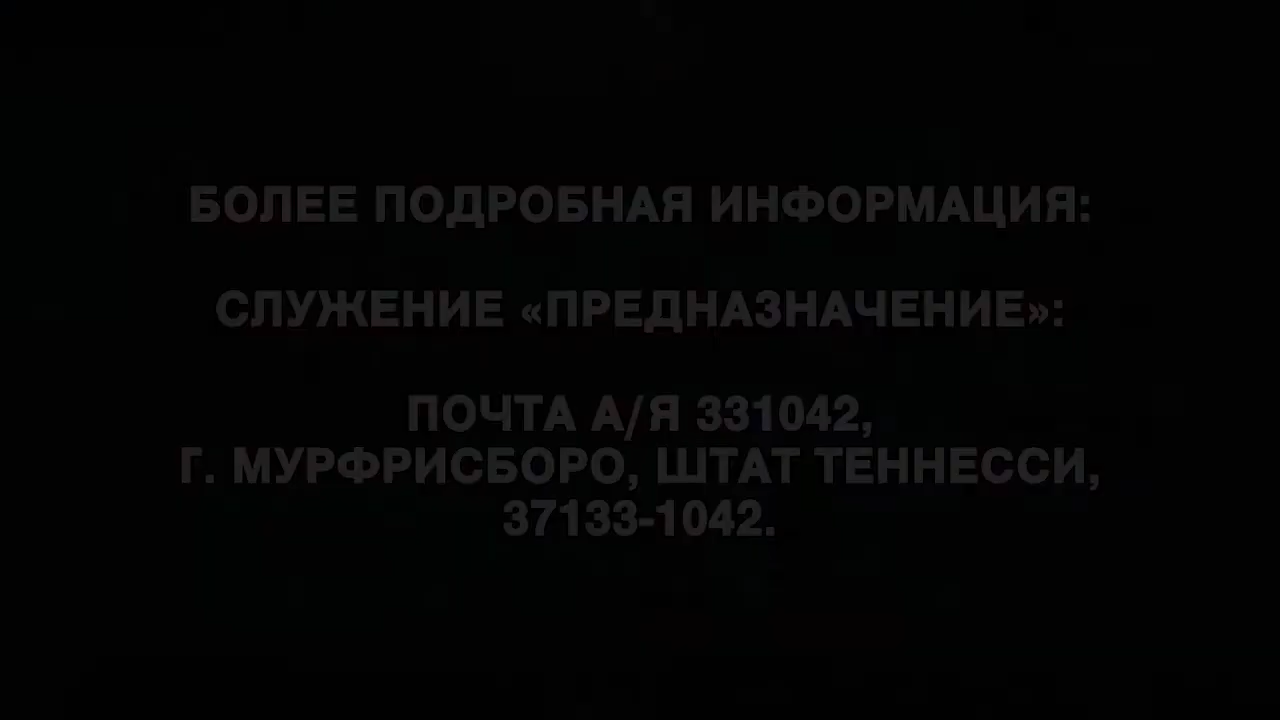 БОЛЕЕ ПОДРОБНАЯ ИНФОРМАЦИЯ:
СЛУЖЕНИЕ «ПРЕДНАЗНАЧЕНИЕ»:
ПОЧТА А/Я 331042,
Г. МУРФРИСБОРО, ШТАТ ТЕННЕССИ,
37133-1042.